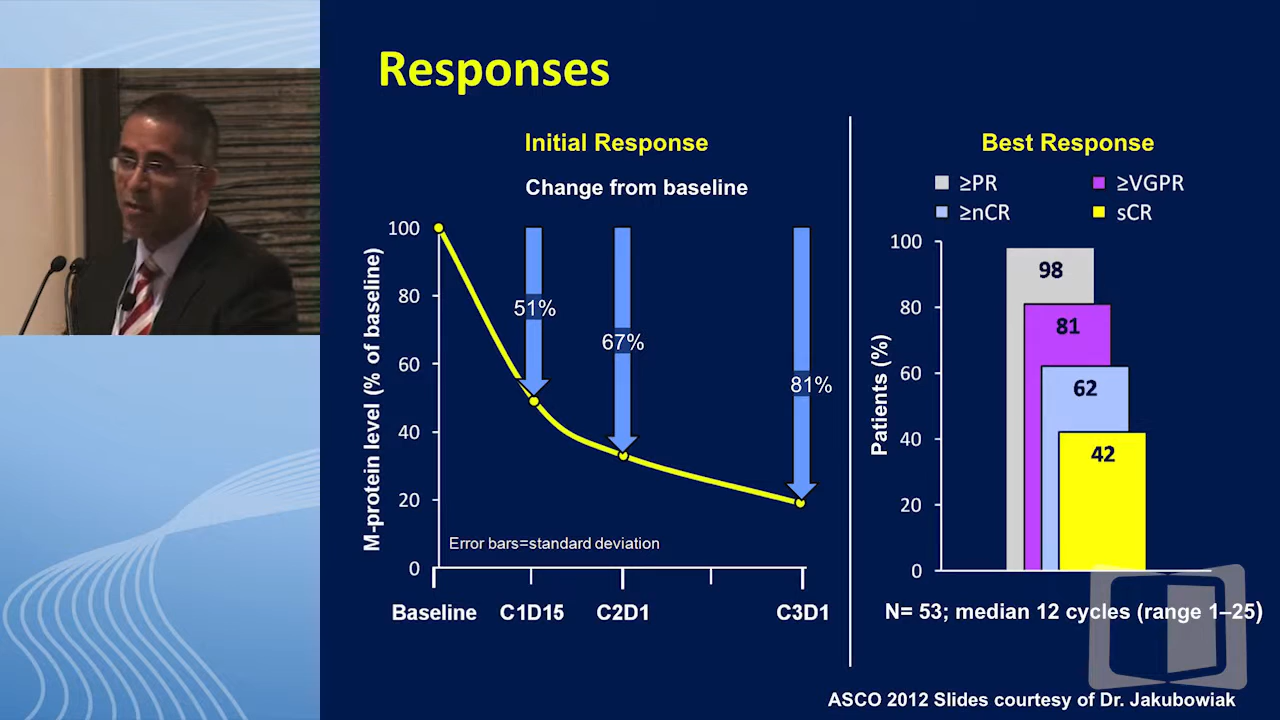 Responses
Initial Response
Change from baseline
M-protein level (% of baseline)
100
80
60
40
20
0
51%
67%
81%
Error bars=standard deviation
Baseline
C1D15
C2D1
C3D1
Best Response
≥PR
≥VGPR
≥nCR
sCR
Patients (%)
100
80
60
40
20
0
98
81
62
42
N= 53; median 12 cycles (range 1–25)
ASCO 2012 Slides courtesy of Dr. Jakubowiak